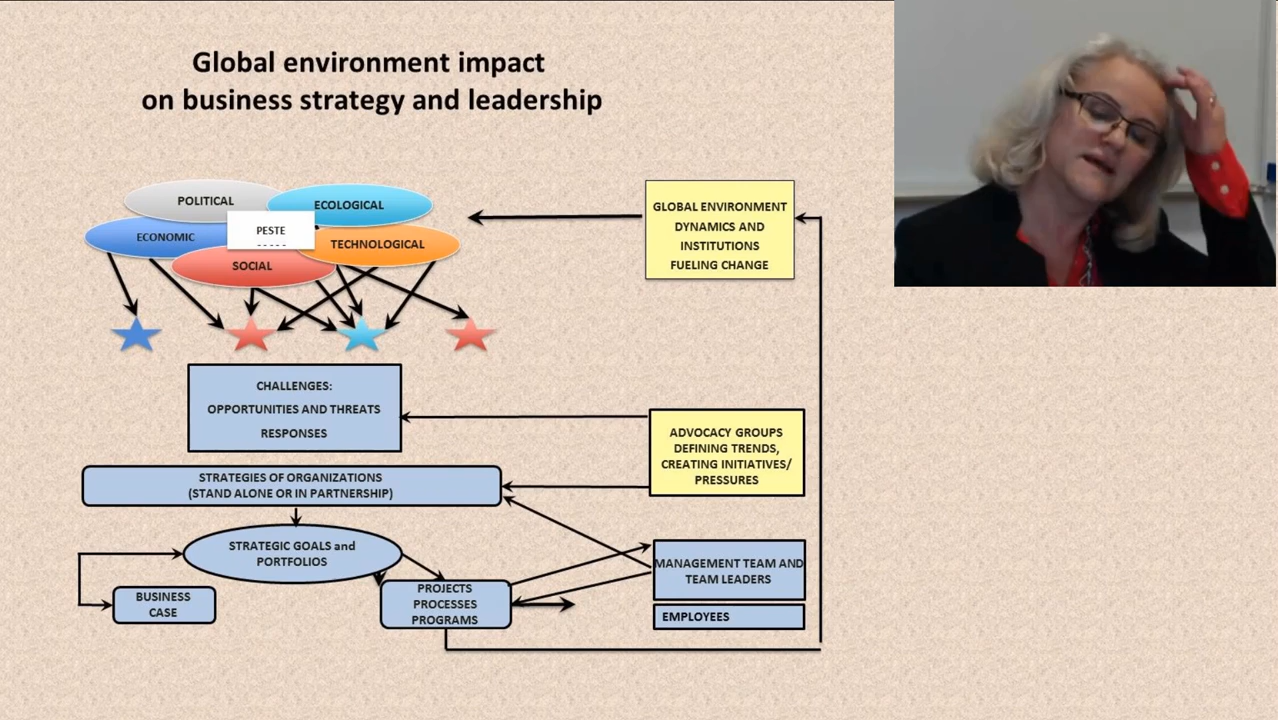 Global environment impact
on business strategy and leadership
POLITICAL
ECOLOGICAL
ECONOMIC
PESTE
TECHNOLOGICAL
SOCIAL
GLOBAL ENVIRONMENT
DYNAMICS AND
INSTITUTIONS
FUELING CHANGE
CHALLENGES:
OPPORTUNITIES AND THREATS
RESPONSES
ADVOCACY GROUPS
DEFINING TRENDS,
CREATING INITIATIVES/
PRESSURES
STRATEGIES OF ORGANIZATIONS
(STAND ALONE OR IN PARTNERSHIP)
STRATEGIC GOALS and
PORTFOLIOS
MANAGEMENT TEAM AND
TEAM LEADERS
BUSINESS
CASE
PROJECTS
PROCESSES
PROGRAMS
EMPLOYEES